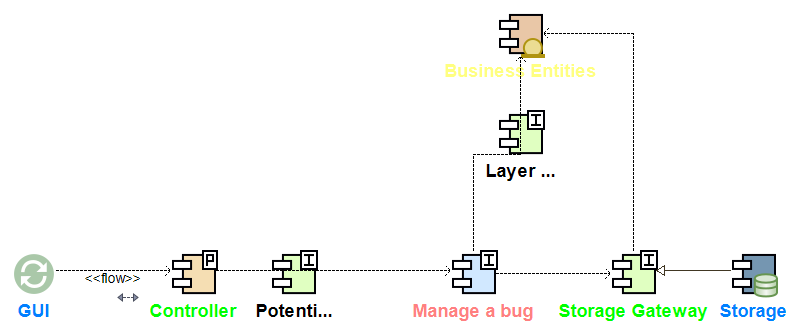 Business Entities
I
Layer ...
<<flow>>
P
I
I
I
GUI
Controller
Potenti...
Manage a bug
Storage Gateway
Storage